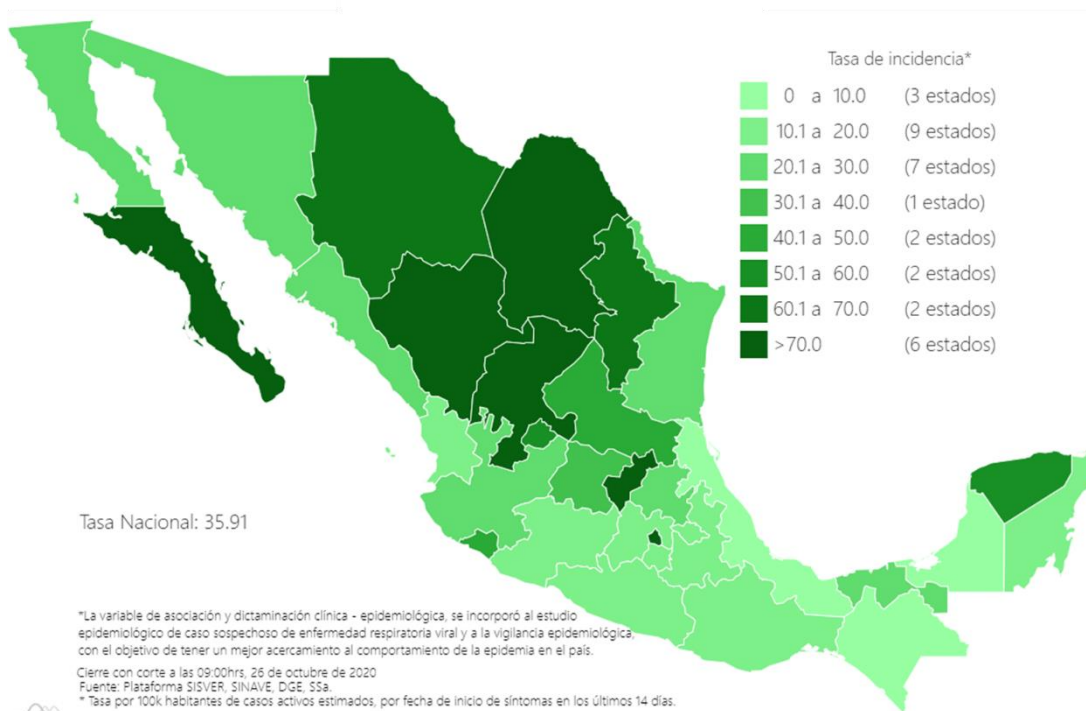 Tasa de incidencia*
0 a 10.0 (3 estados)
10.1 a 20.0 (9 estados)
20.1 a 30.0 (7 estados)
30.1 a 40.0 (1 estado)
40.1 a 50.0 (2 estados)
50.1 a 60.0 (2 estados)
60.1 a 70.0 (2 estados)
>70.0 (6 estados)
Tasa Nacional: 35.91
*La variable de asociación y dictaminación clínica - epidemiológica, se incorporó al estudio
epidemiológico de caso sospechoso de enfermedad respiratoria viral y a la vigilancia epidemiológica,
con el objetivo de tener un mejor acercamiento al comportamiento de la epidemia en el país.
Cierre con corte a las 09:00hrs, 26 de octubre de 2020
Fuente: Plataforma SISVER, SINAVE, DGE, SSa.
* Tasa por 100k habitantes de casos activos estimados, por fecha de inicio de síntomas en los últimos 14 días.